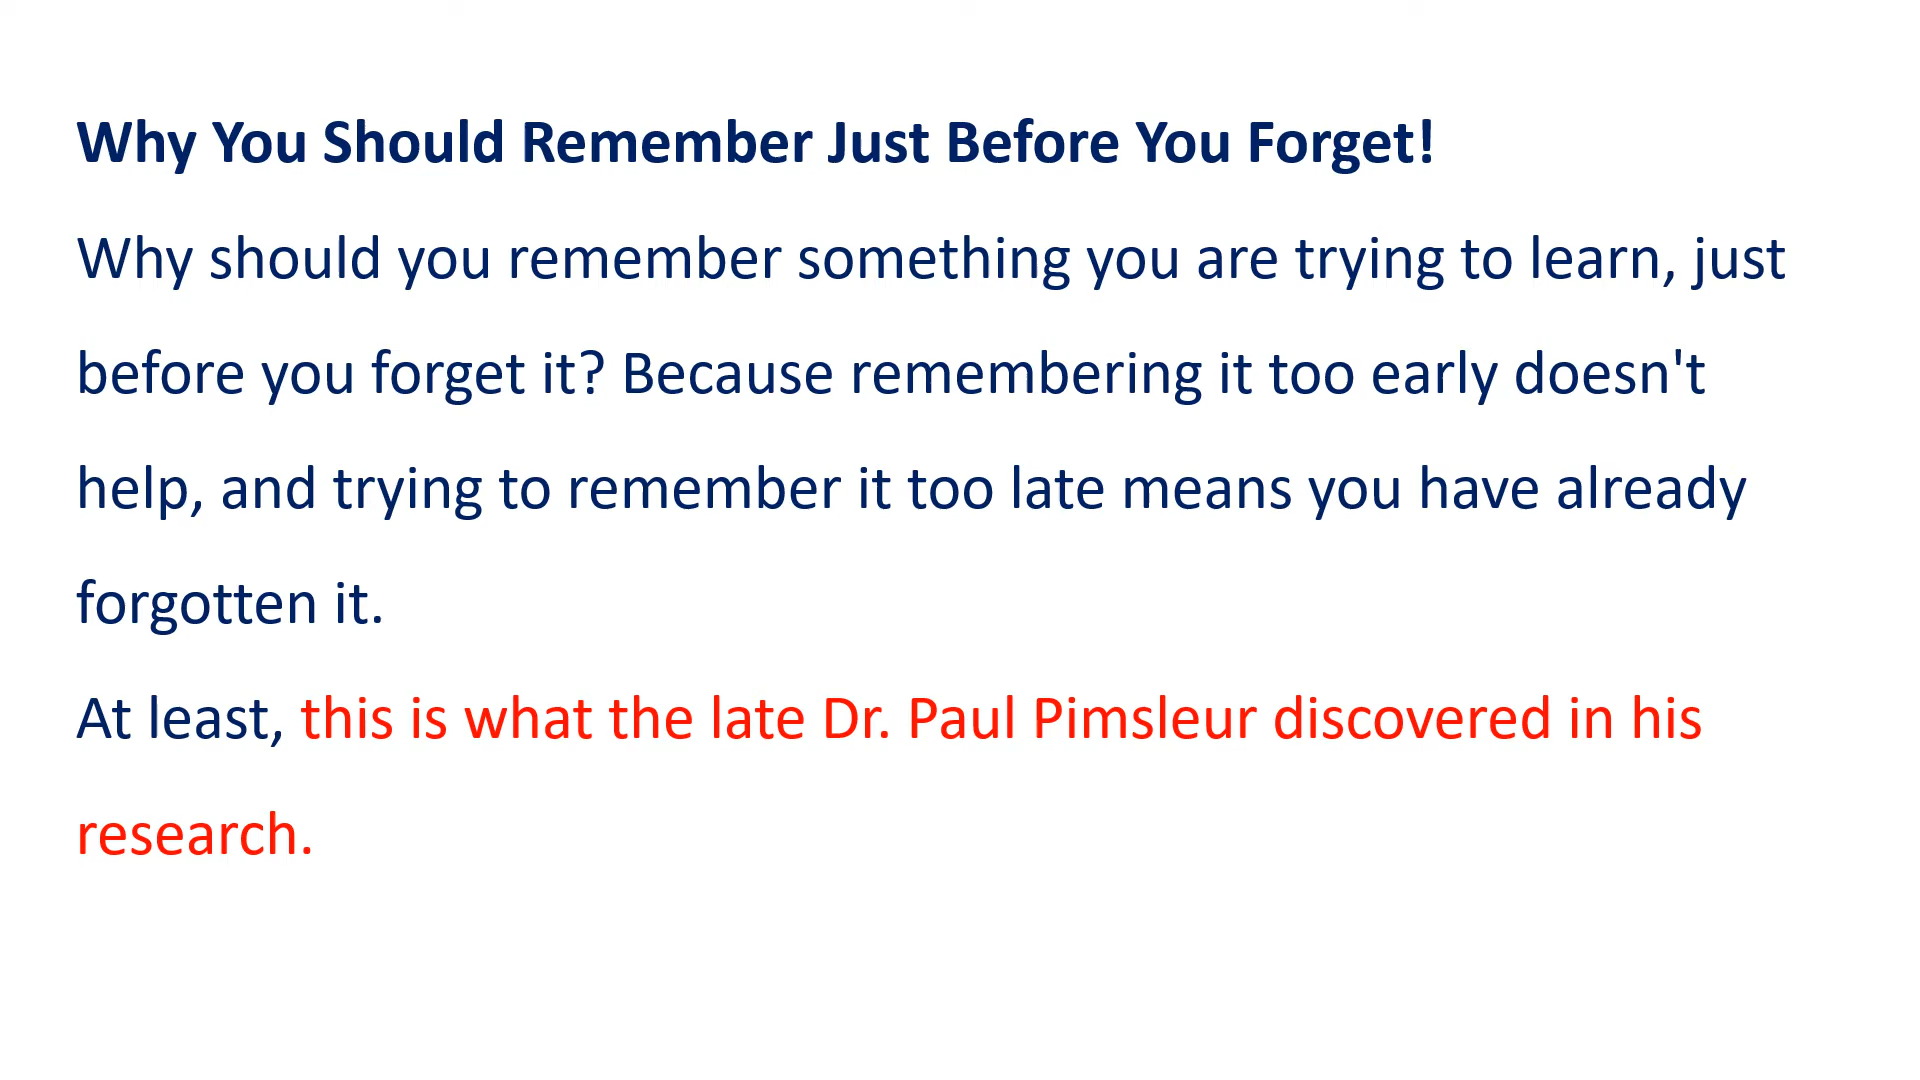 Why You Should Remember Just Before You Forget!
Why should you remember something you are trying to learn, just
before you forget it? Because remembering it too early doesn't
help, and trying to remember it too late means you have already
forgotten it.
At least, this is what the late Dr. Paul Pimsleur discovered in his
research.